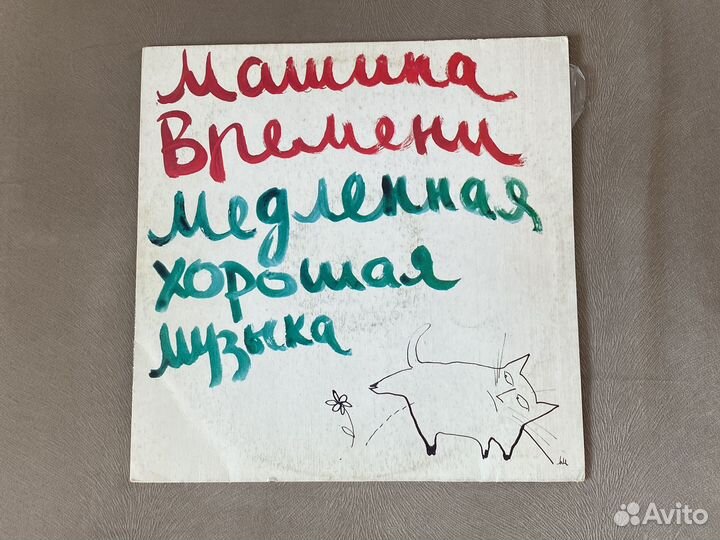 Машина
Времени
медленная
хорошая
музыка
Avito